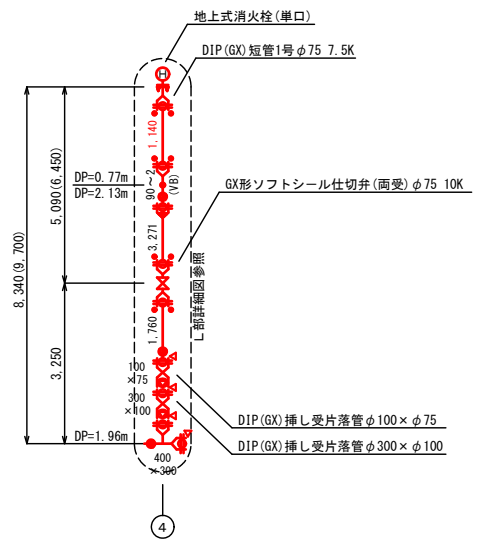 地上式消火栓(単口)
DIP(GX)短管1号φ75 7.5K
H
1,140
5,090(6,450)
DP=0.77m
DP=2.13m
90~2
(VB)
GX形ソフトシール仕切弁(両受)φ75 10K
3,271
8,340(9,700)
L部詳細図参照
1,760
3,250
100
×75
300
×100
DIP(GX)挿し受片落管φ100×φ75
DP=1.96m
DIP(GX)挿し受片落管φ300×φ100
400
×300
4